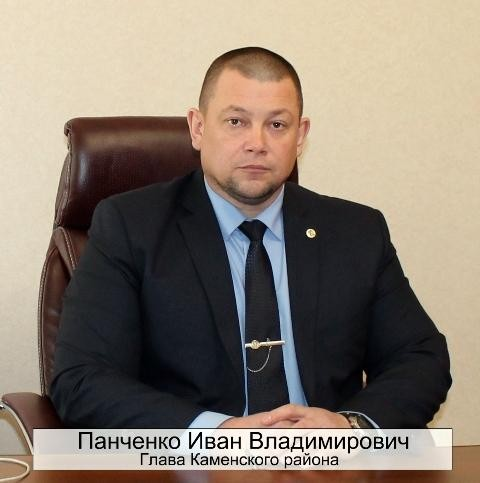 Панченко Иван Владимирович
Глава Каменского района